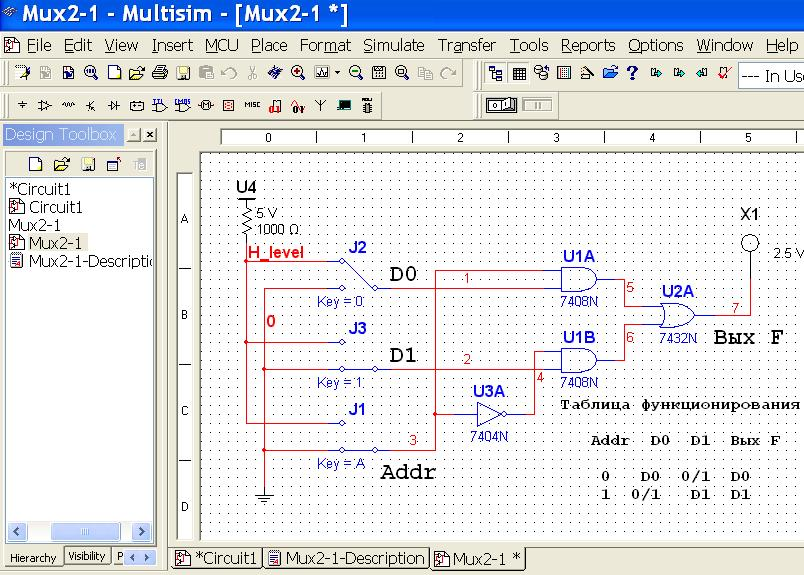 Mux2-1 - Multisim - [Mux2-1 *]
File Edit View Insert MCU Place Format Simulate Transfer Tools Reports Options Window Help
--- In Use
MISC
Design Toolbox
*Circuit1
Circuit1
Mux2-1
Mux2-1
Mux2-1-Descriptio
Hierarchy Visibility P
0 1 2 3 4 5
A
B
C
D
U4
5 V
1000 Ω
H_level
J2
D0
Key = 0
0
J3
D1
Key = 1
J1
Key = A
Addr
1
2
3
4
U1A
7408N
U1B
7408N
U3A
7404N
5
6
U2A
7432N
7
X1
2.5 V
Вых F
Таблица функционирования
Addr D0 D1 Вых F
0 D0 0/1 D0
1 0/1 D1 D1
*Circuit1 Mux2-1-Description Mux2-1 *